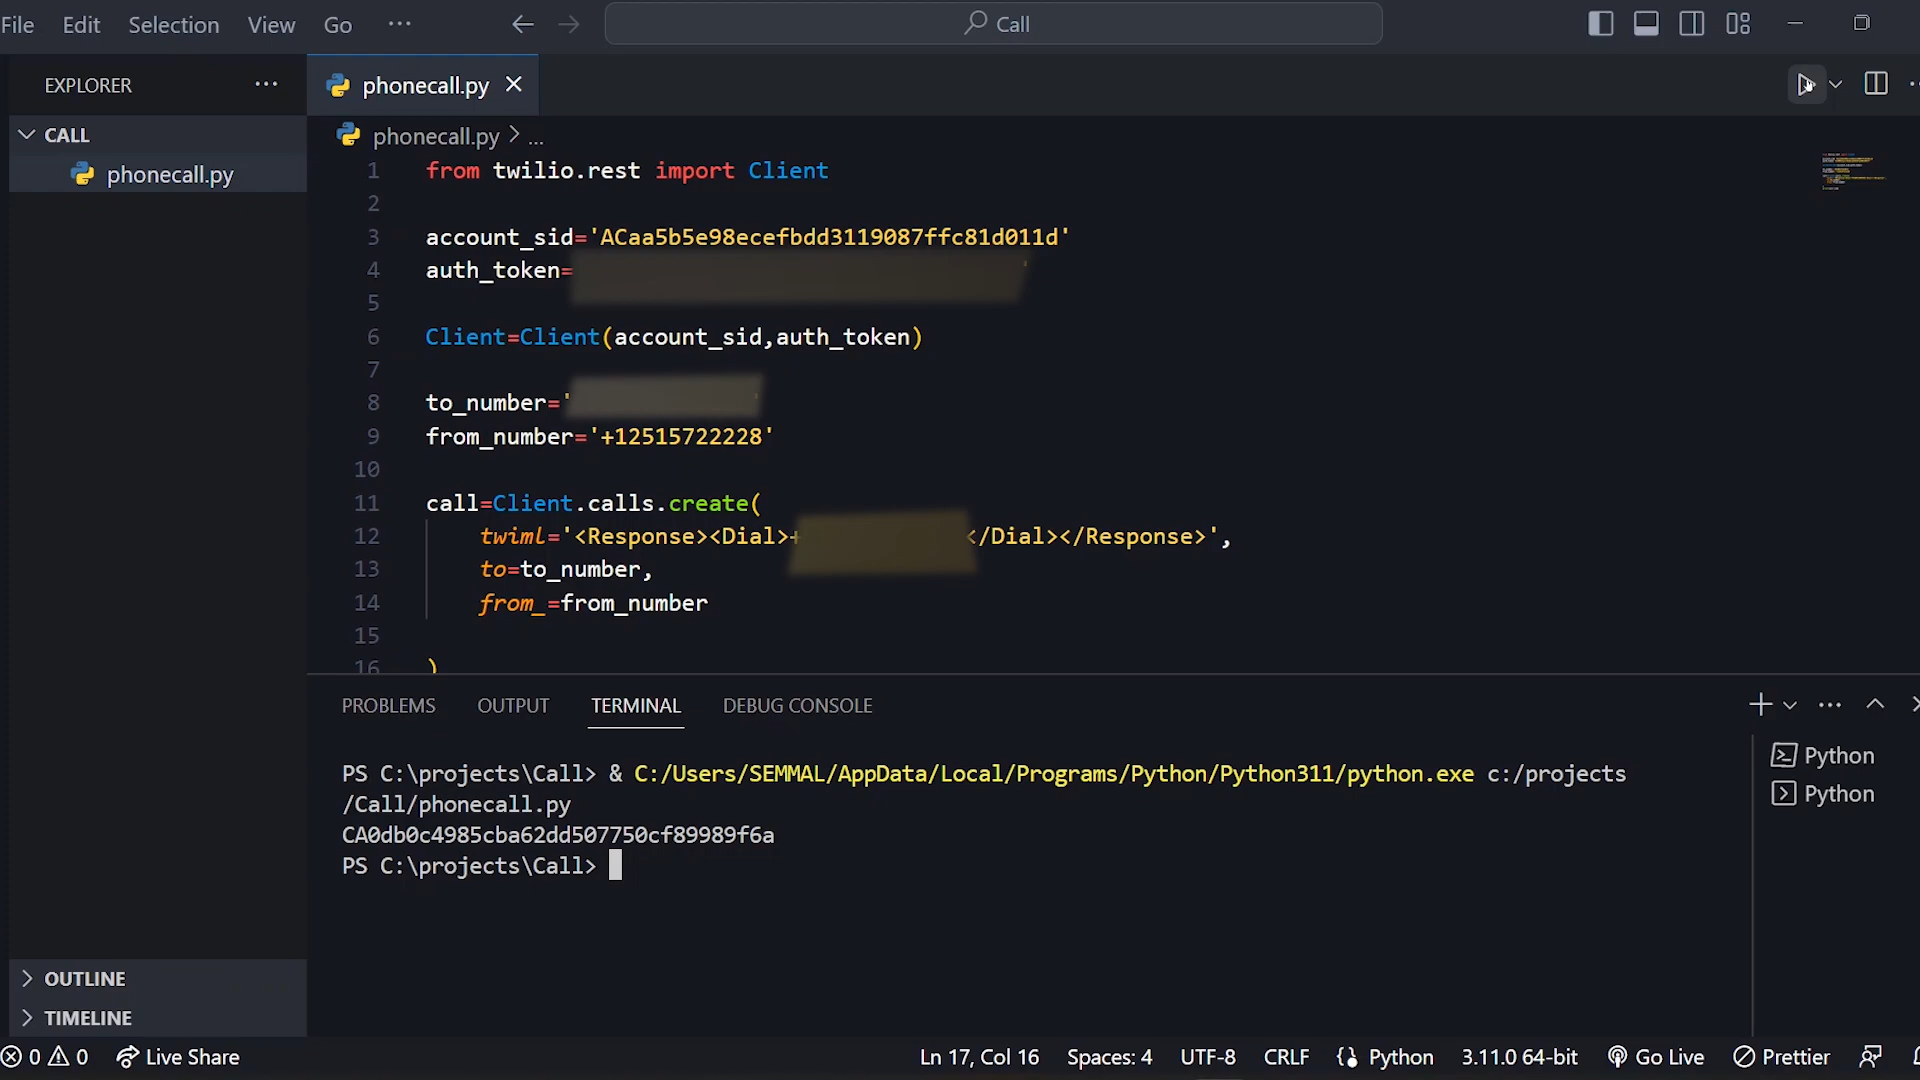 File Edit Selection View Go ··· Call
EXPLORER ···
CALL
phonecall.py
phonecall.py
phonecall.py > ...
1 from twilio.rest import Client
2
3 account_sid='ACaa5b5e98ecefbdd3119087ffc81d011d'
4 auth_token= '
5
6 Client=Client(account_sid,auth_token)
7
8 to_number=' '
9 from_number='+12515722228'
10
11 call=Client.calls.create(
12 twiml='<Response><Dial>+ </Dial></Response>',
13 to=to_number,
14 from_=from_number
15
16 )
PROBLEMS OUTPUT TERMINAL DEBUG CONSOLE
PS C:\projects\Call> & C:/Users/SEMMAL/AppData/Local/Programs/Python/Python311/python.exe c:/projects
/Call/phonecall.py
CA0db0c4985cba62dd507750cf89989f6a
PS C:\projects\Call>
Python
Python
OUTLINE
TIMELINE
0 0 Live Share Ln 17, Col 16 Spaces: 4 UTF-8 CRLF Python 3.11.0 64-bit Go Live Prettier